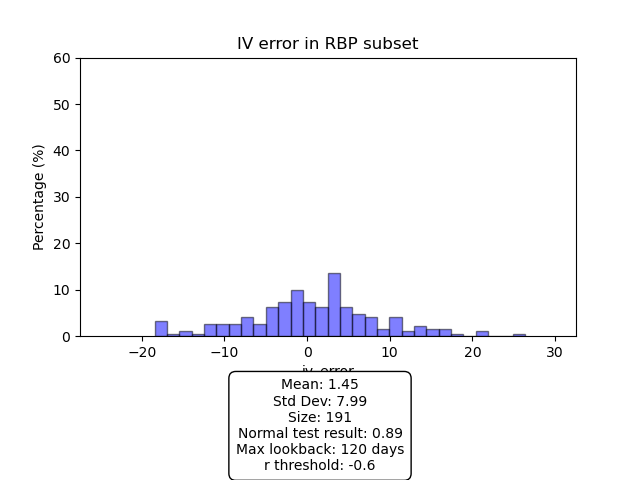 IV error in RBP subset
Percentage (%)
60
50
40
30
20
10
0
−20 −10 0 10 20 30
iv_error
Mean: 1.45
Std Dev: 7.99
Size: 191
Normal test result: 0.89
Max lookback: 120 days
r threshold: -0.6